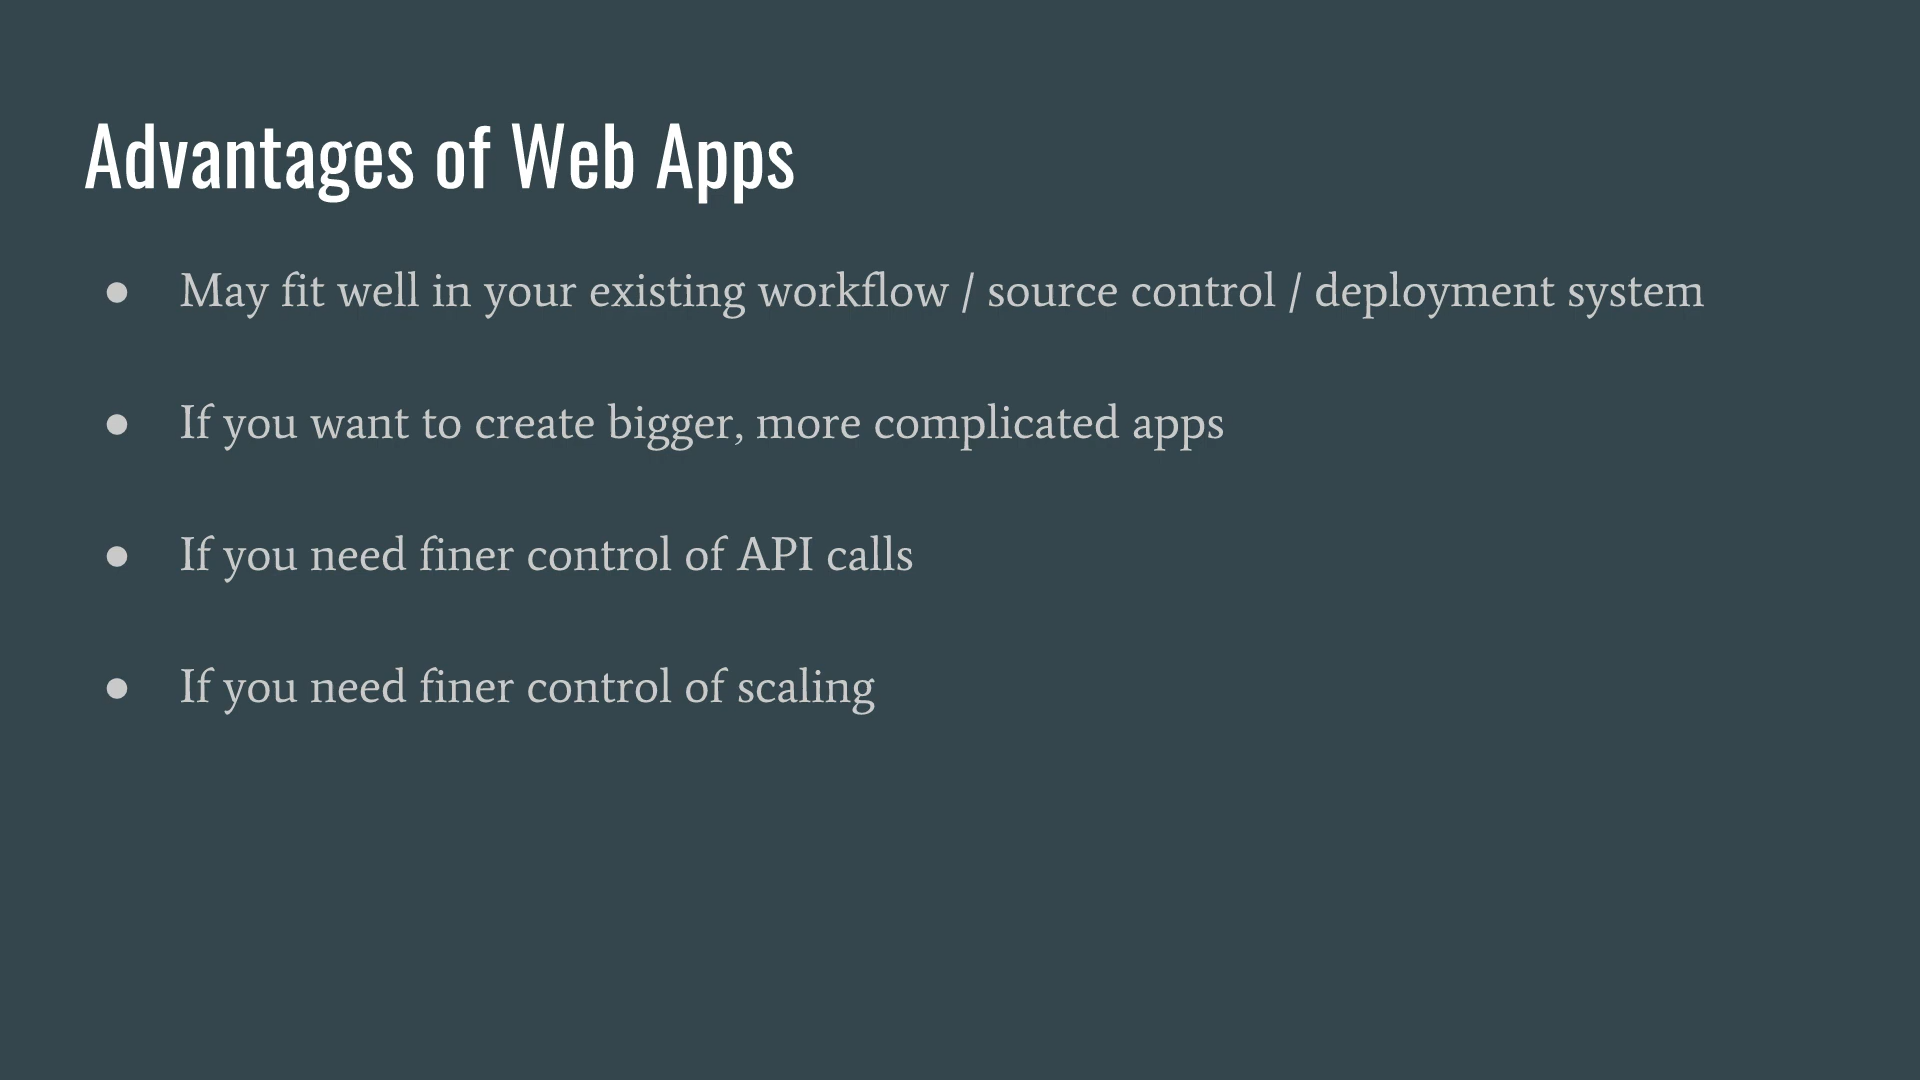 Advantages of Web Apps
● May fit well in your existing workflow / source control / deployment system
● If you want to create bigger, more complicated apps
● If you need finer control of API calls
● If you need finer control of scaling